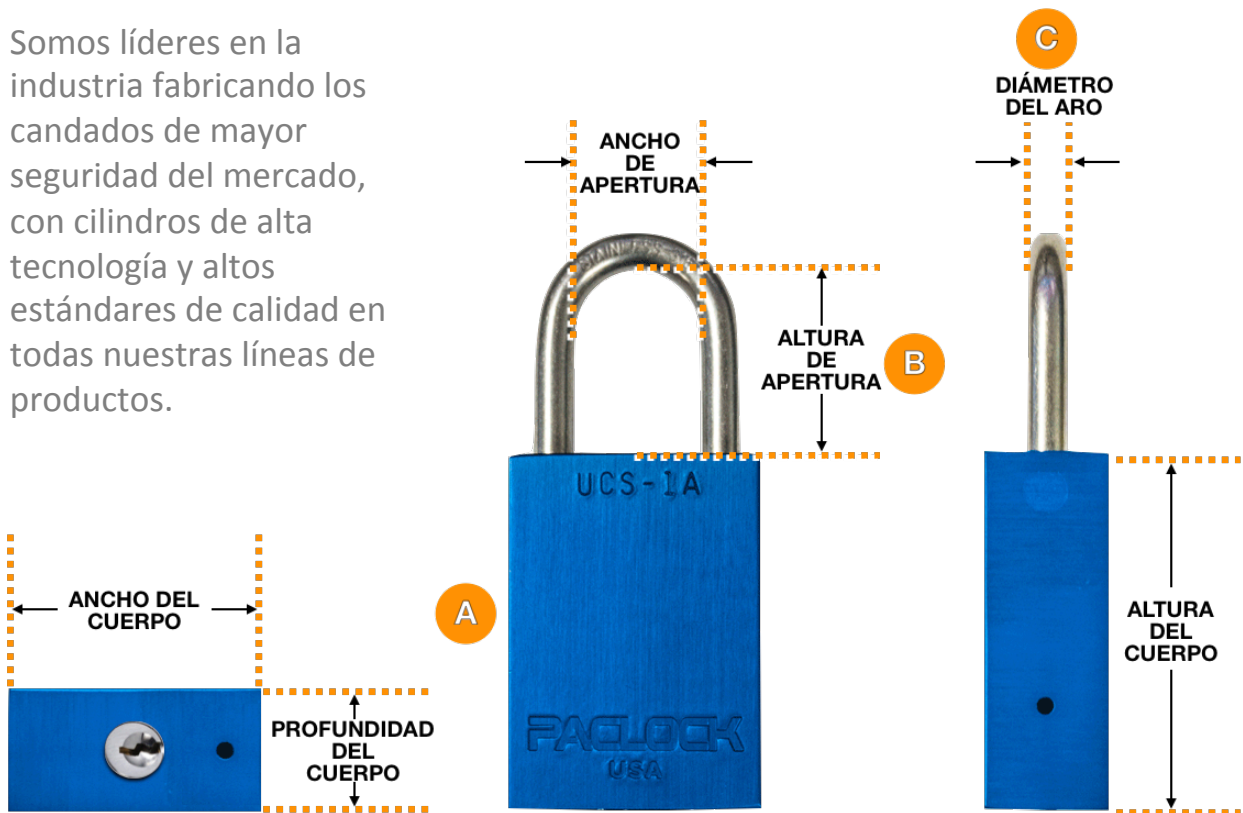 Somos líderes en la
industria fabricando los
candados de mayor
seguridad del mercado,
con cilindros de alta
tecnología y altos
estándares de calidad en
todas nuestras líneas de
productos.
ANCHO
DE
APERTURA
C
DIÁMETRO
DEL ARO
STAINLESS
ALTURA
DE
APERTURA
B
UCS-1A
A
PACLOCK
USA
ANCHO DEL
CUERPO
PROFUNDIDAD
DEL
CUERPO
ALTURA
DEL
CUERPO